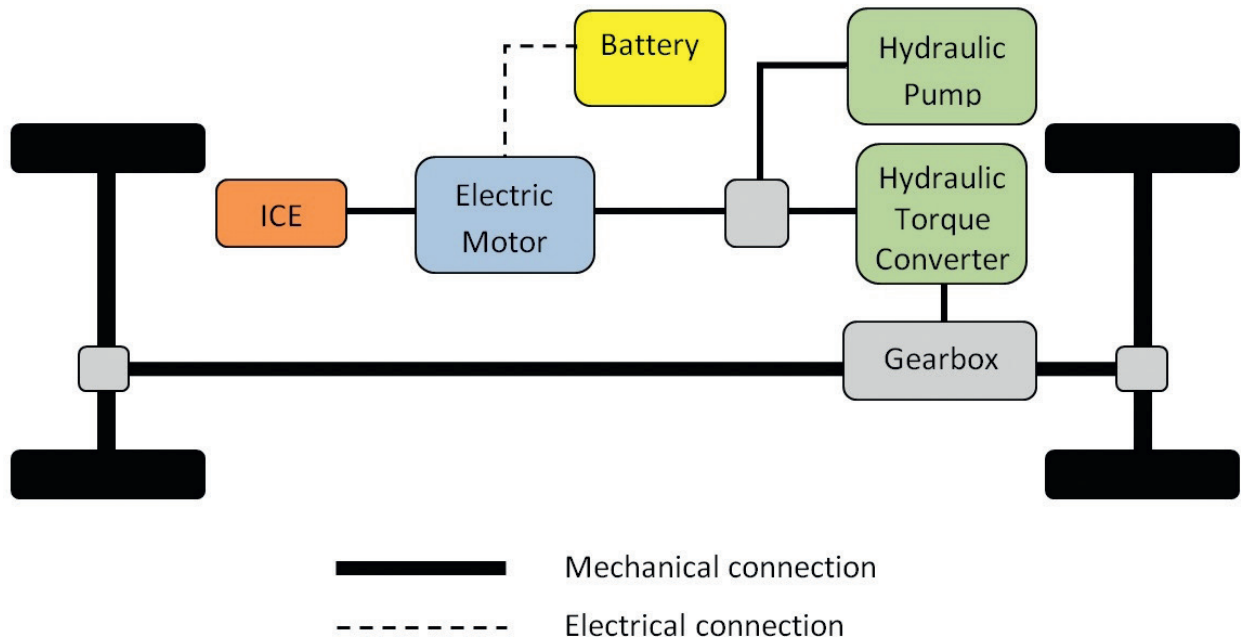 Battery
Hydraulic
Pump
ICE
Electric
Motor
Hydraulic
Torque
Converter
Gearbox
Mechanical connection
Electrical connection